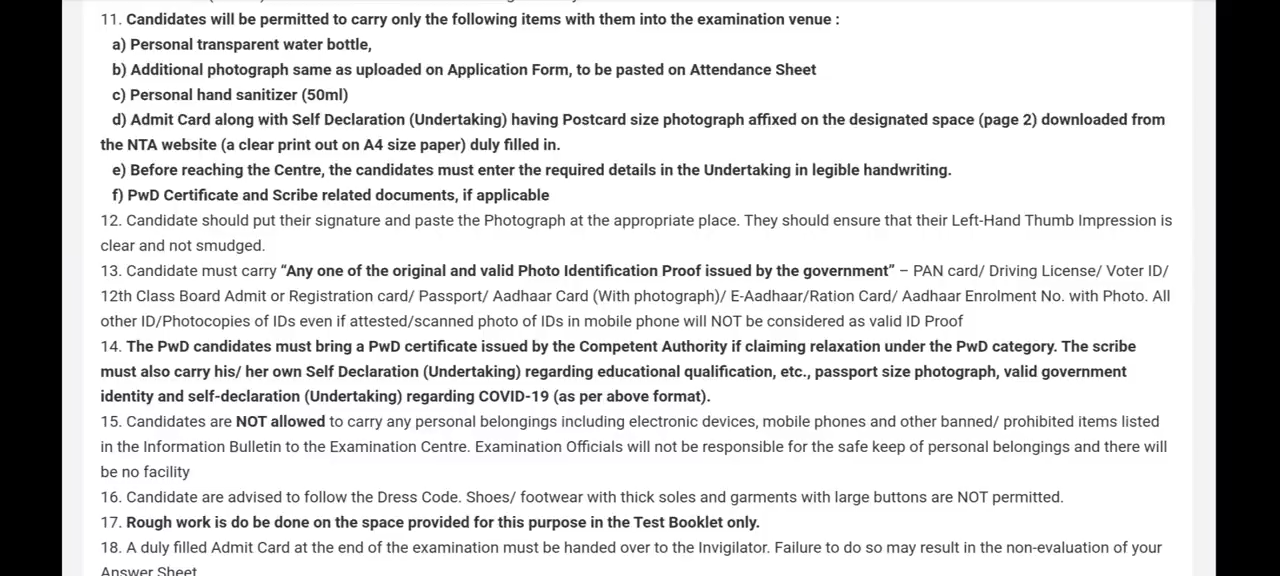 11. Candidates will be permitted to carry only the following items with them into the examination venue :
a) Personal transparent water bottle,
b) Additional photograph same as uploaded on Application Form, to be pasted on Attendance Sheet
c) Personal hand sanitizer (50ml)
d) Admit Card along with Self Declaration (Undertaking) having Postcard size photograph affixed on the designated space (page 2) downloaded from
the NTA website (a clear print out on A4 size paper) duly filled in.
e) Before reaching the Centre, the candidates must enter the required details in the Undertaking in legible handwriting.
f) PwD Certificate and Scribe related documents, if applicable
12. Candidate should put their signature and paste the Photograph at the appropriate place. They should ensure that their Left-Hand Thumb Impression is
clear and not smudged.
13. Candidate must carry “Any one of the original and valid Photo Identification Proof issued by the government” – PAN card/ Driving License/ Voter ID/
12th Class Board Admit or Registration card/ Passport/ Aadhaar Card (With photograph)/ E-Aadhaar/Ration Card/ Aadhaar Enrolment No. with Photo. All
other ID/Photocopies of IDs even if attested/scanned photo of IDs in mobile phone will NOT be considered as valid ID Proof
14. The PwD candidates must bring a PwD certificate issued by the Competent Authority if claiming relaxation under the PwD category. The scribe
must also carry his/ her own Self Declaration (Undertaking) regarding educational qualification, etc., passport size photograph, valid government
identity and self-declaration (Undertaking) regarding COVID-19 (as per above format).
15. Candidates are NOT allowed to carry any personal belongings including electronic devices, mobile phones and other banned/ prohibited items listed
in the Information Bulletin to the Examination Centre. Examination Officials will not be responsible for the safe keep of personal belongings and there will
be no facility
16. Candidate are advised to follow the Dress Code. Shoes/ footwear with thick soles and garments with large buttons are NOT permitted.
17. Rough work is do be done on the space provided for this purpose in the Test Booklet only.
18. A duly filled Admit Card at the end of the examination must be handed over to the Invigilator. Failure to do so may result in the non-evaluation of your
Answer Sheet